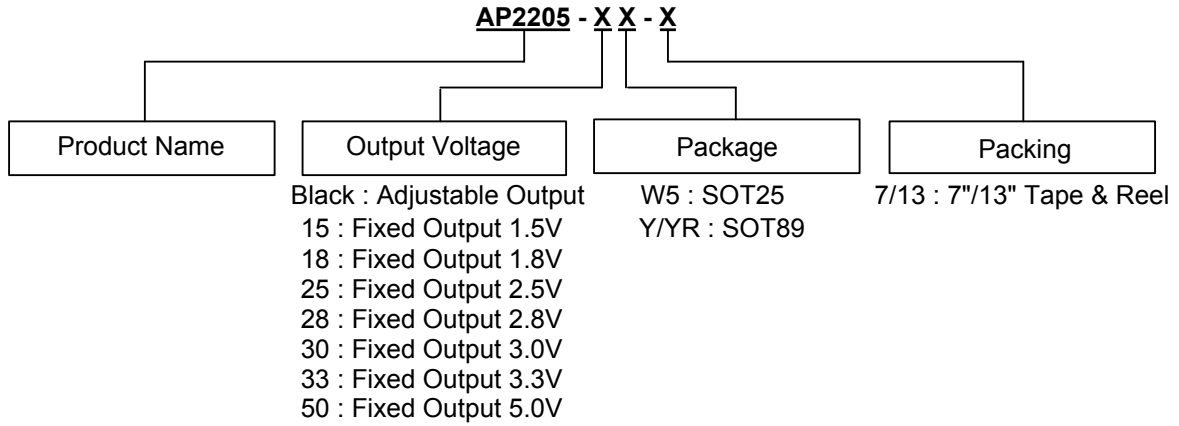 AP2205 - X X - X
Product Name
Output Voltage
Package
Packing
Black : Adjustable Output
15 : Fixed Output 1.5V
18 : Fixed Output 1.8V
25 : Fixed Output 2.5V
28 : Fixed Output 2.8V
30 : Fixed Output 3.0V
33 : Fixed Output 3.3V
50 : Fixed Output 5.0V
W5 : SOT25
Y/YR : SOT89
7/13 : 7"/13" Tape & Reel